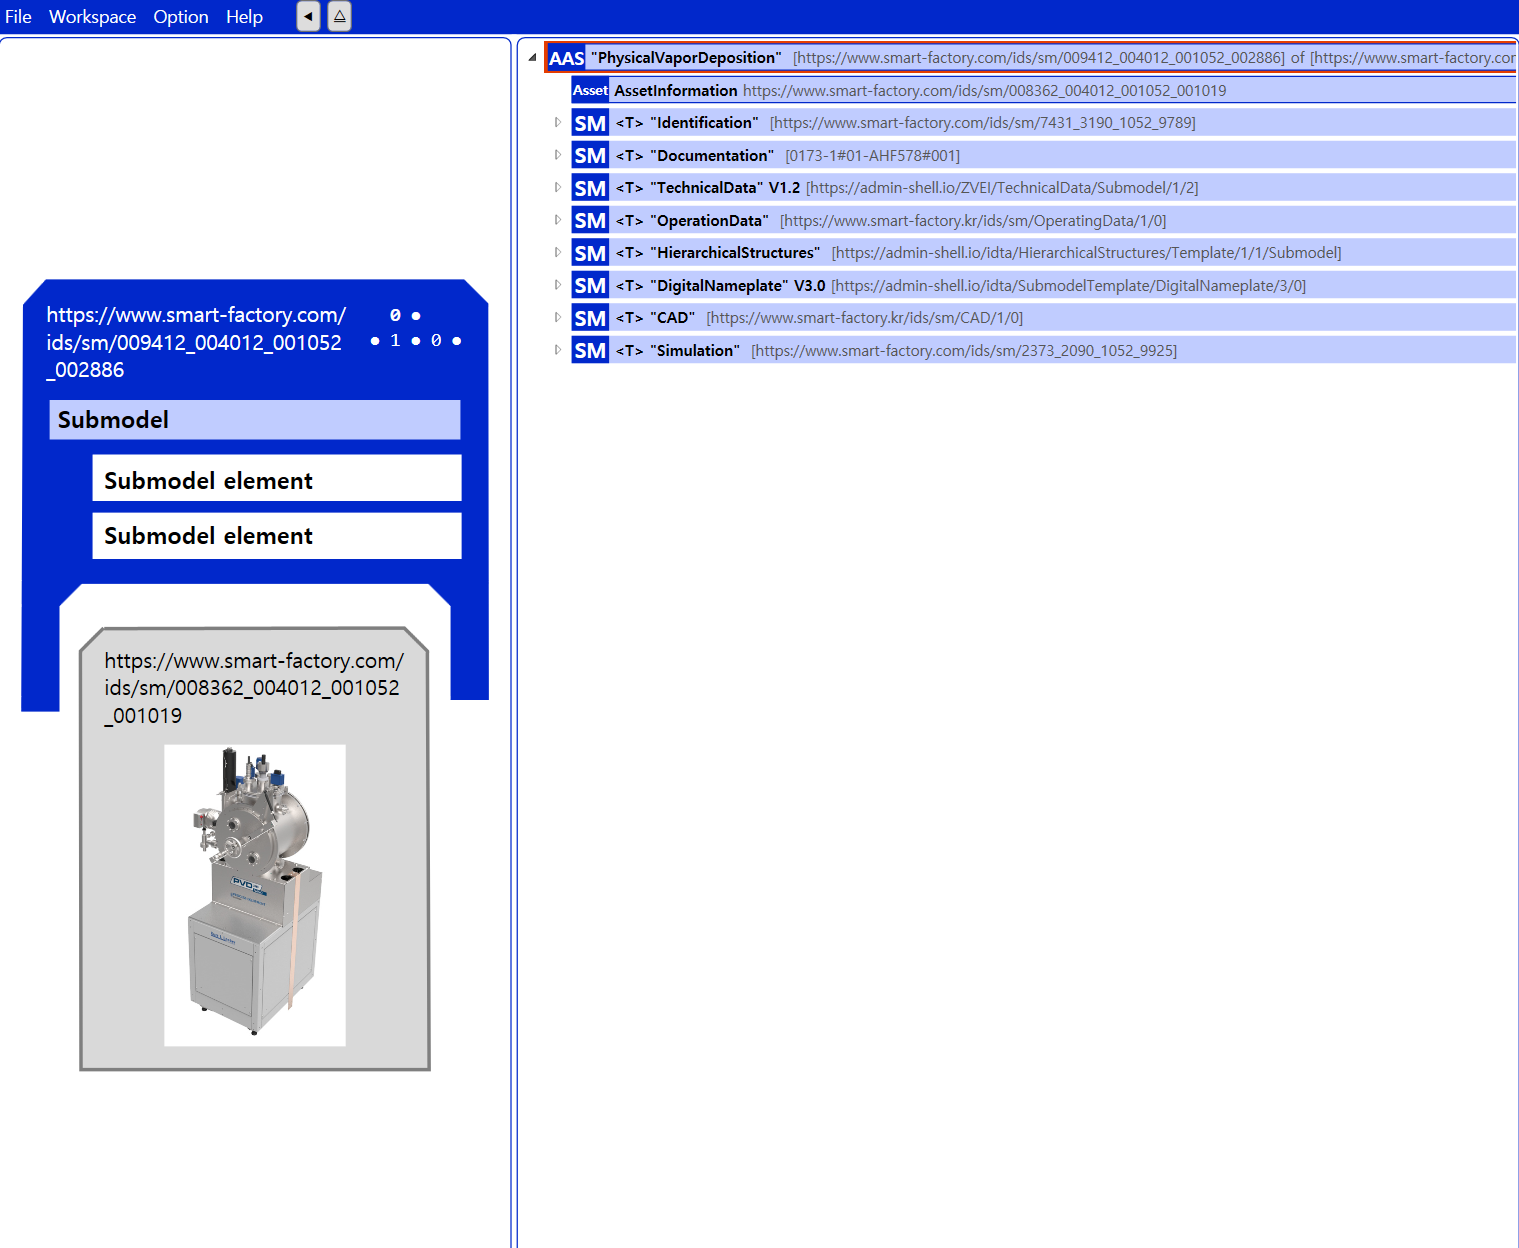 File Workspace Option Help
AAS "PhysicalVaporDeposition" [https://www.smart-factory.com/ids/sm/009412_004012_001052_002886] of [https://www.smart-factory.com
Asset AssetInformation https://www.smart-factory.com/ids/sm/008362_004012_001052_001019
SM <T> "Identification" [https://www.smart-factory.com/ids/sm/7431_3190_1052_9789]
SM <T> "Documentation" [0173-1#01-AHF578#001]
SM <T> "TechnicalData" V1.2 [https://admin-shell.io/ZVEI/TechnicalData/Submodel/1/2]
SM <T> "OperationData" [https://www.smart-factory.kr/ids/sm/OperatingData/1/0]
SM <T> "HierarchicalStructures" [https://admin-shell.io/idta/HierarchicalStructures/Template/1/1/Submodel]
SM <T> "DigitalNameplate" V3.0 [https://admin-shell.io/idta/SubmodelTemplate/DigitalNameplate/3/0]
SM <T> "CAD" [https://www.smart-factory.kr/ids/sm/CAD/1/0]
SM <T> "Simulation" [https://www.smart-factory.com/ids/sm/2373_2090_1052_9925]
https://www.smart-factory.com/
ids/sm/009412_004012_001052
_002886
0 ●
● 1 ● 0 ●
Submodel
Submodel element
Submodel element
https://www.smart-factory.com/
ids/sm/008362_004012_001052
_001019
PVD